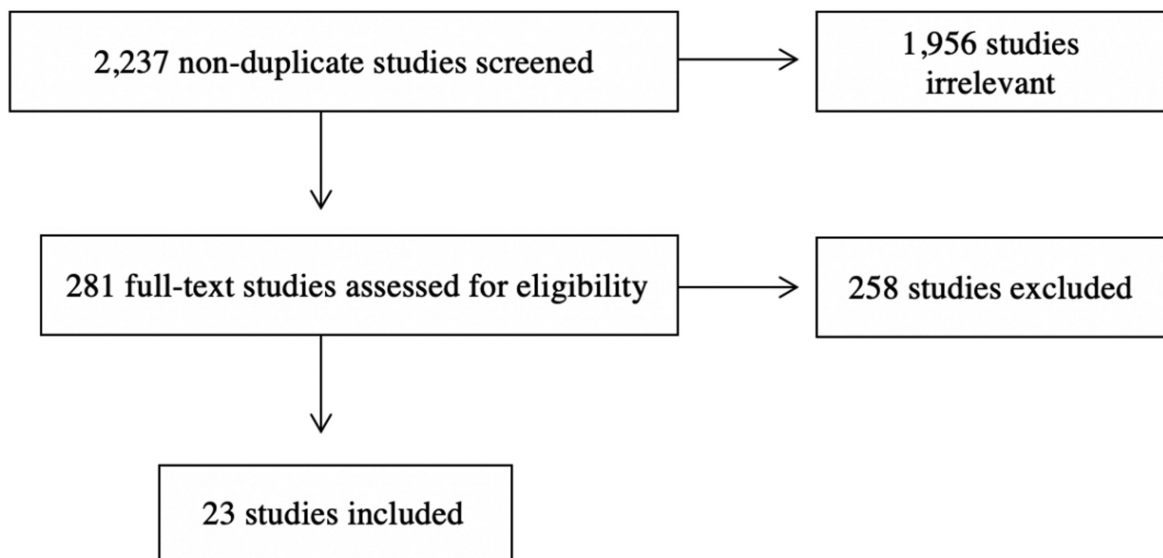 2,237 non-duplicate studies screened
1,956 studies
irrelevant
281 full-text studies assessed for eligibility
258 studies excluded
23 studies included